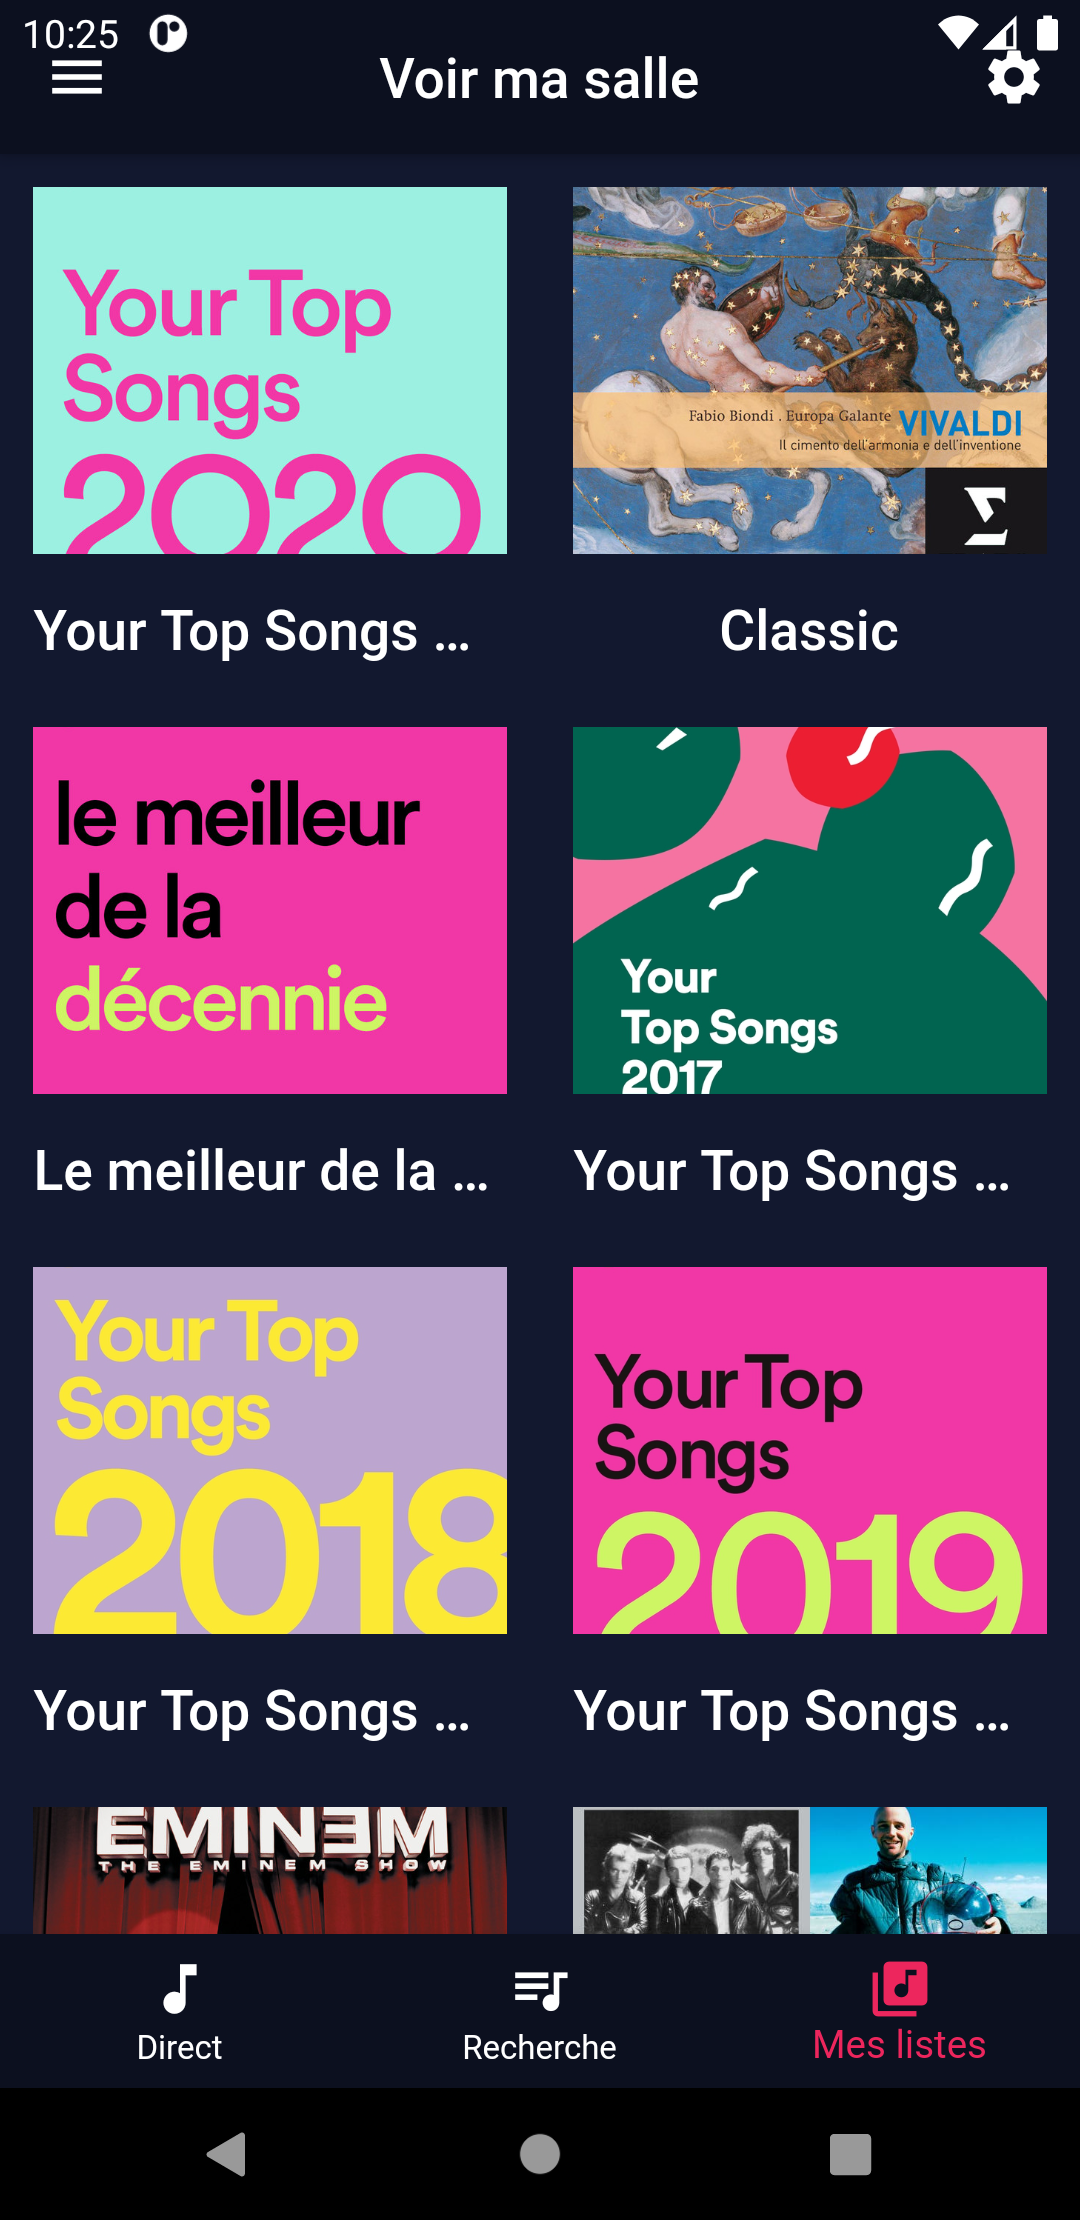 10:25
Voir ma salle
Your Top
Songs
2020
Fabio Biondi . Europa Galante VIVALDI
Il cimento dell'armonia e dell'inventione
Your Top Songs ...
Classic
le meilleur
de la
décennie
Your
Top Songs
2017
Le meilleur de la ...
Your Top Songs ...
Your Top
Songs
2018
Your Top
Songs
2019
Your Top Songs ...
Your Top Songs ...
EMINEM
THE EMINEM SHOW
Direct
Recherche
Mes listes